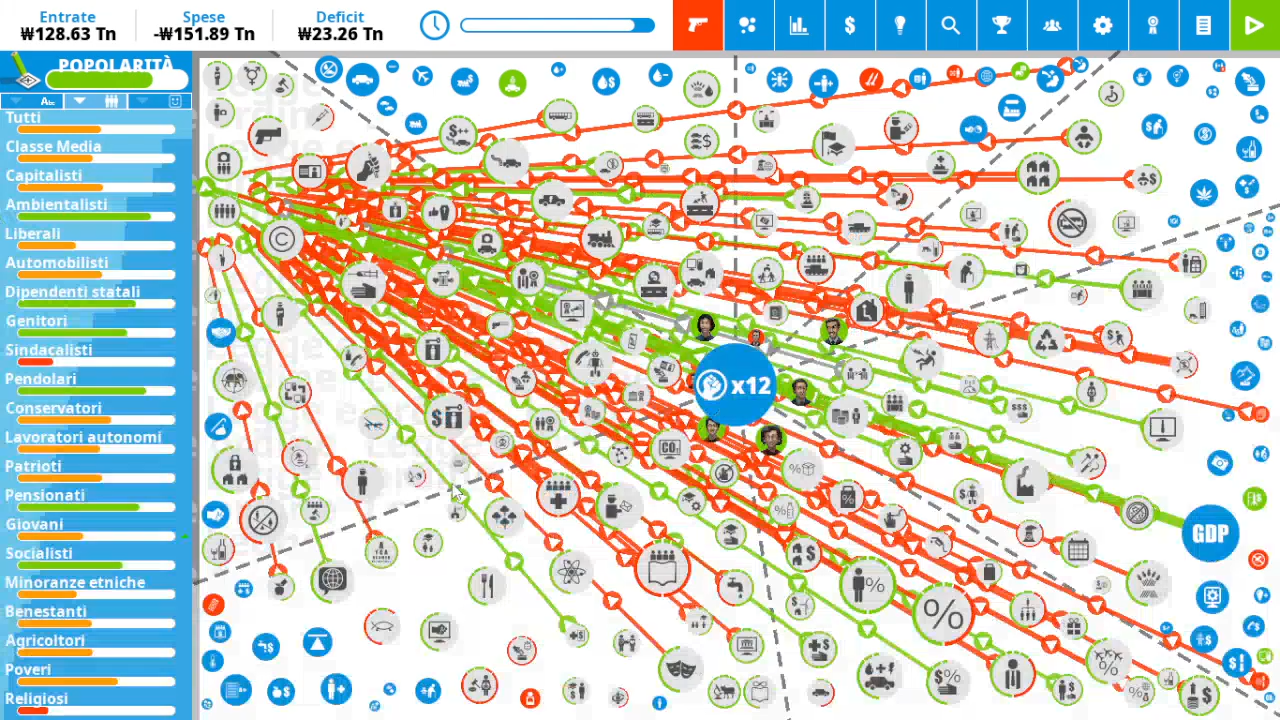 Entrate
₩128.63 Tn
Spese
-₩151.89 Tn
Deficit
₩23.26 Tn
POPOLARITÀ
Abc
Tutti
Classe Media
Capitalisti
Ambientalisti
Liberali
Automobilisti
Dipendenti statali
Genitori
Sindacalisti
Pendolari
Conservatori
Lavoratori autonomi
Patrioti
Pensionati
Giovani
Socialisti
Minoranze etniche
Benestanti
Agricoltori
Poveri
Religiosi
x12
GDP
CO2